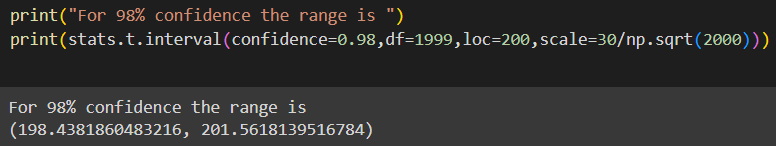 print("For 98% confidence the range is ")
print(stats.t.interval(confidence=0.98,df=1999,loc=200,scale=30/np.sqrt(2000)))
For 98% confidence the range is
(198.4381860483216, 201.5618139516784)